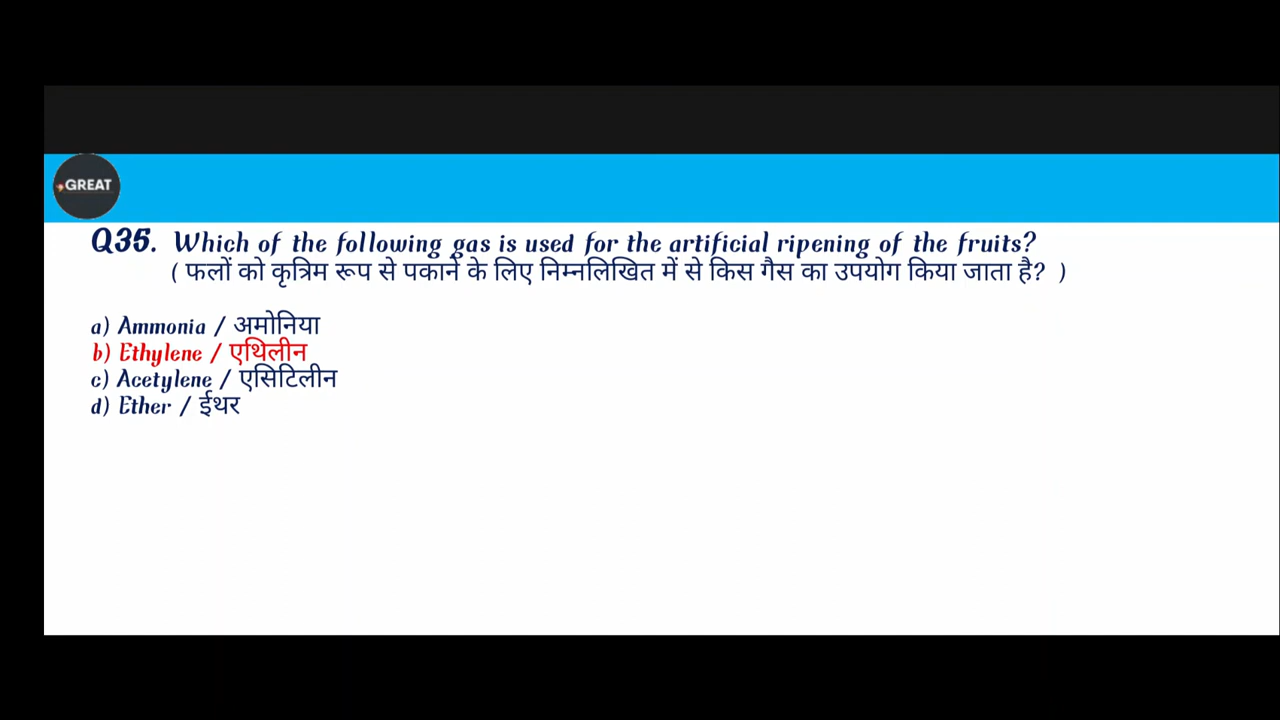 GREAT
Q35. Which of the following gas is used for the artificial ripening of the fruits?
( फलों को कृत्रिम रूप से पकाने के लिए निम्नलिखित में से किस गैस का उपयोग किया जाता है? )
a) Ammonia / अमोनिया
b) Ethylene / एथिलीन
c) Acetylene / एसिटिलीन
d) Ether / ईथर